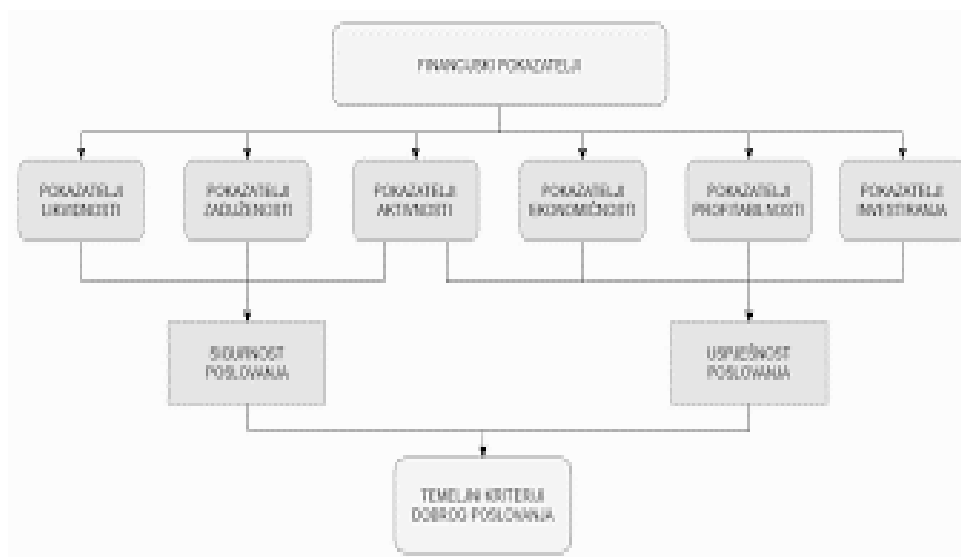 FINANCIJSKI POKAZATELJI
POKAZATELJI
LIKVIDNOSTI
POKAZATELJI
ZADUŽENOSTI
POKAZATELJI
AKTIVNOSTI
POKAZATELJI
EKONOMIČNOSTI
POKAZATELJI
PROFITABILNOSTI
POKAZATELJI
INVESTIRANJA
SIGURNOST
POSLOVANJA
USPJEŠNOST
POSLOVANJA
TEMELJNI KRITERIJI
DOBROG POSLOVANJA